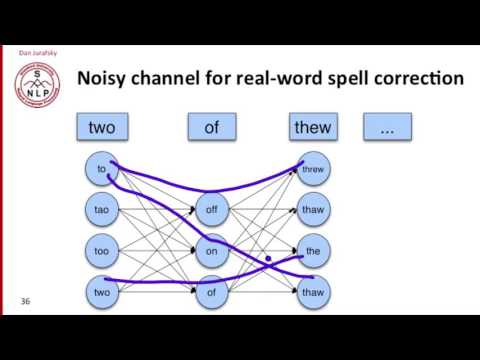 Dan Jurafsky
S
NLP
Noisy channel for real-word spell correction
two of thew ...
to threw
tao off thaw
too on the
two of thaw
36